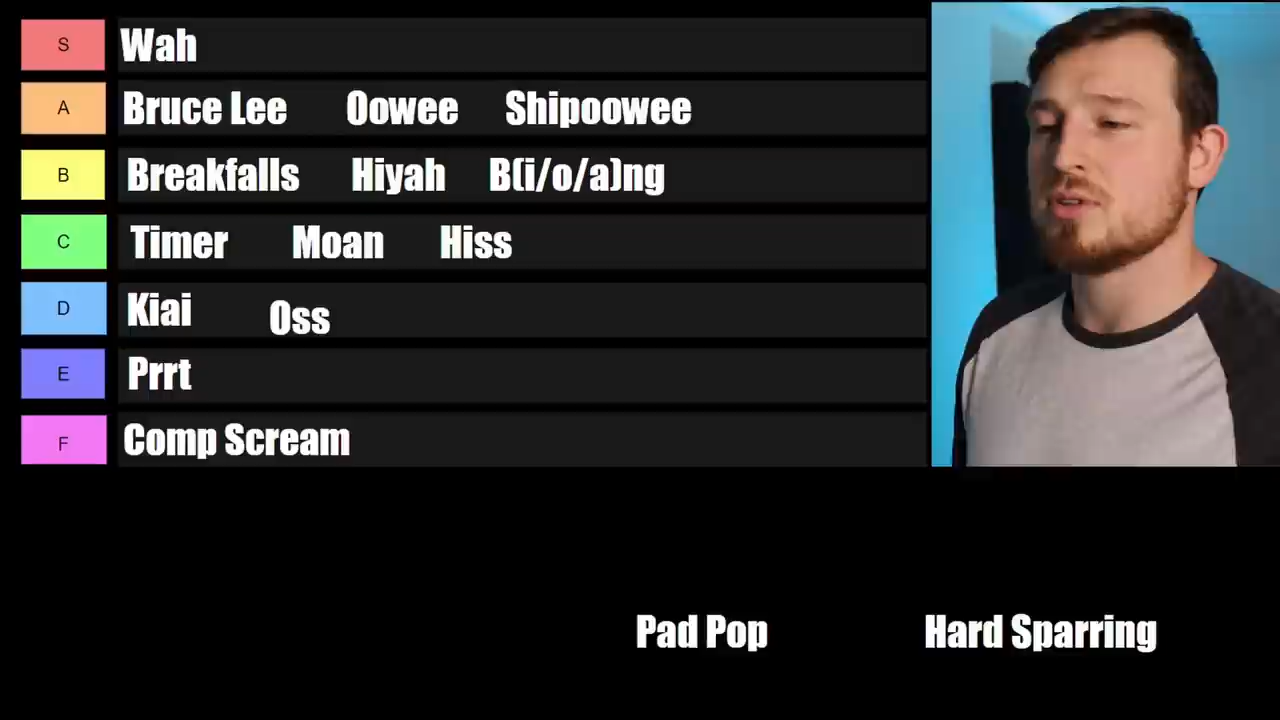 S Wah
A Bruce Lee Oowee Shipoowee
B Breakfalls Hiyah B(i/o/a)ng
C Timer Moan Hiss
D Kiai Oss
E Prrt
F Comp Scream
Pad Pop Hard Sparring